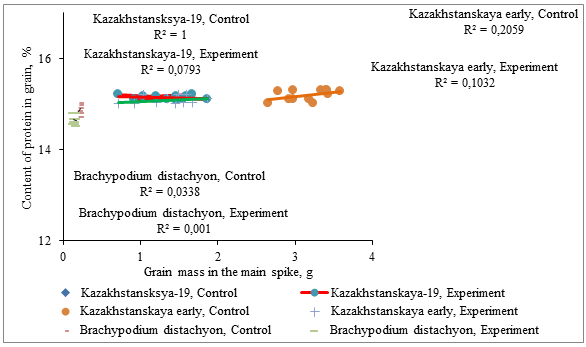 Kazakhstansksya-19, Control
R² = 1
Kazakhstanskaya early, Control
R² = 0,2059
Kazakhstanskaya-19, Experiment
R² = 0,0793
Kazakhstanskaya early, Experiment
R² = 0,1032
Content of protein in grain, %
16
14
12
Brachypodium distachyon, Control
R² = 0,0338
Brachypodium distachyon, Experiment
R² = 0,001
0 1 2 3 4
Grain mass in the main spike, g
Kazakhstansksya-19, Control
Kazakhstanskaya-19, Experiment
Kazakhstanskaya early, Control
Kazakhstanskaya early, Experiment
Brachypodium distachyon, Control
Brachypodium distachyon, Experiment